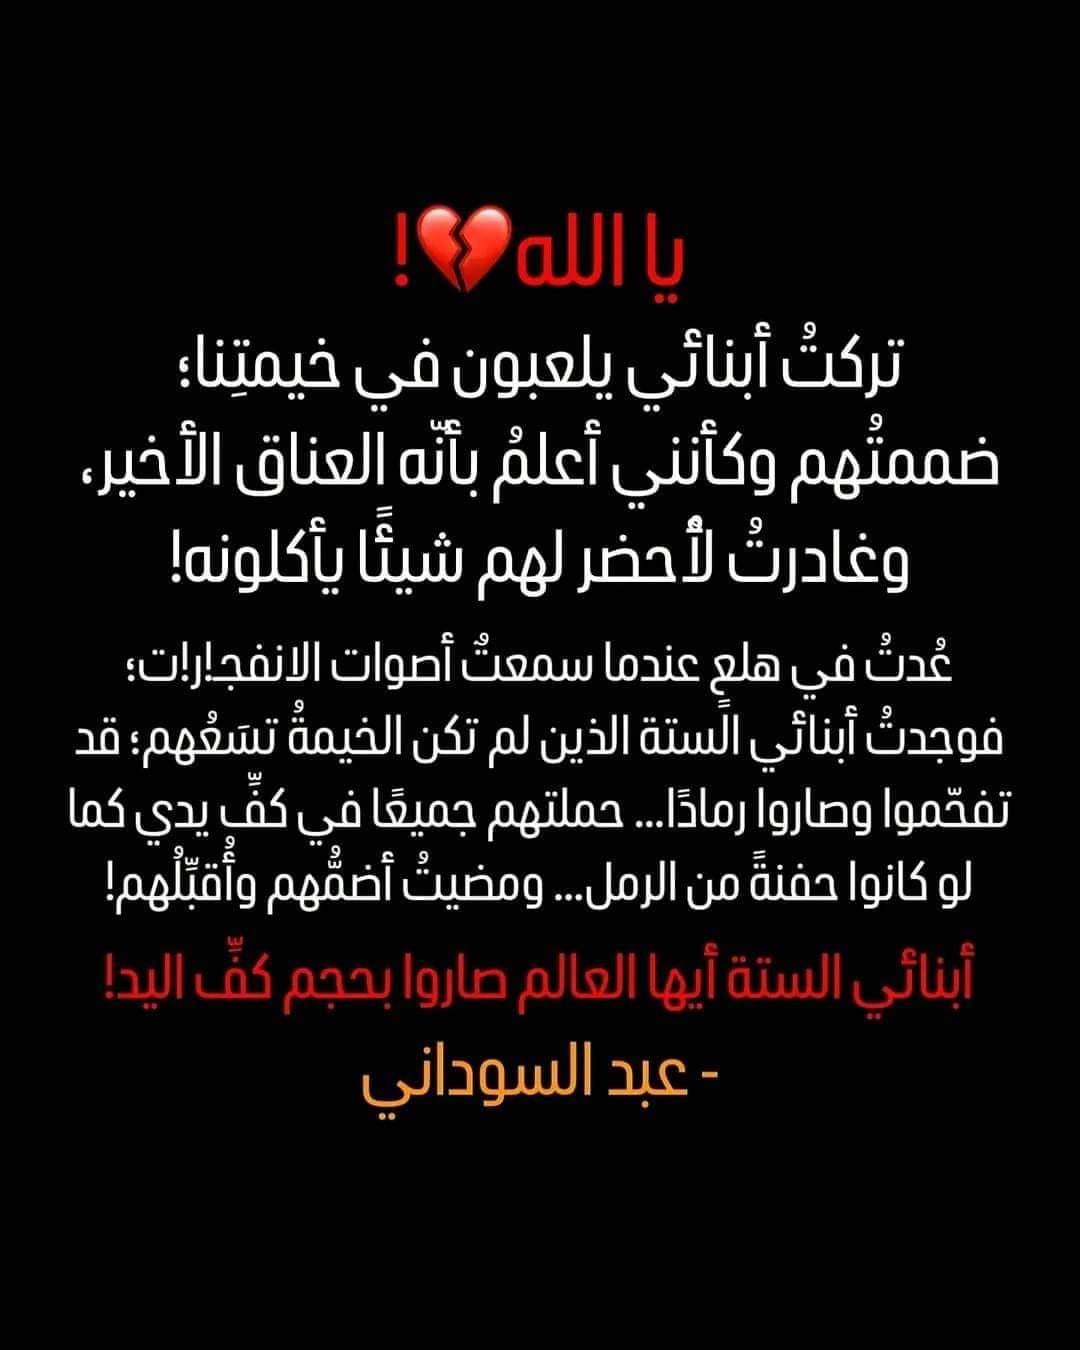 يا الله💔!
تركتُ أبنائي يلعبون في خيمتِنا؛
ضممتُهم وكأنني أعلمُ بأنّه العناق الأخير،
وغادرتُ لأُحضر لهم شيئًا يأكلونه!
عُدتُ في هلعٍ عندما سمعتُ أصوات الانفجـ!ر!ت؛
فوجدتُ أبنائي الستة الذين لم تكن الخيمةُ تسَعُهم؛ قد
تفحّموا وصاروا رمادًا... حملتهم جميعًا في كفِّ يدي كما
لو كانوا حفنةً من الرمل... ومضيتُ أضمُّهم وأُقبِّلُهم!
أبنائي الستة أيها العالم صاروا بحجم كفِّ اليد!
- عبد السوداني